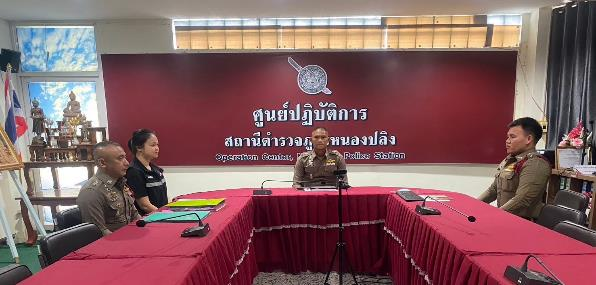 ศูนย์ปฏิบัติการ
สถานีตำรวจภูธรหนองปลิง
Operation Center, Police Station